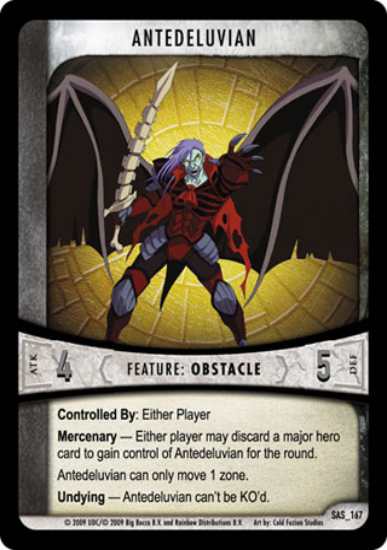 ANTEDELUVIAN
ATK 4 FEATURE: OBSTACLE 5 DEF
Controlled By: Either Player
Mercenary — Either player may discard a major hero
card to gain control of Antedeluvian for the round.
Antedeluvian can only move 1 zone.
Undying — Antedeluvian can’t be KO’d.
SAS_167
© 2009 UDC/© 2009 Big Bocca B.V. and Rainbow Distributions B.V. Art by: Cold Fusion Studios